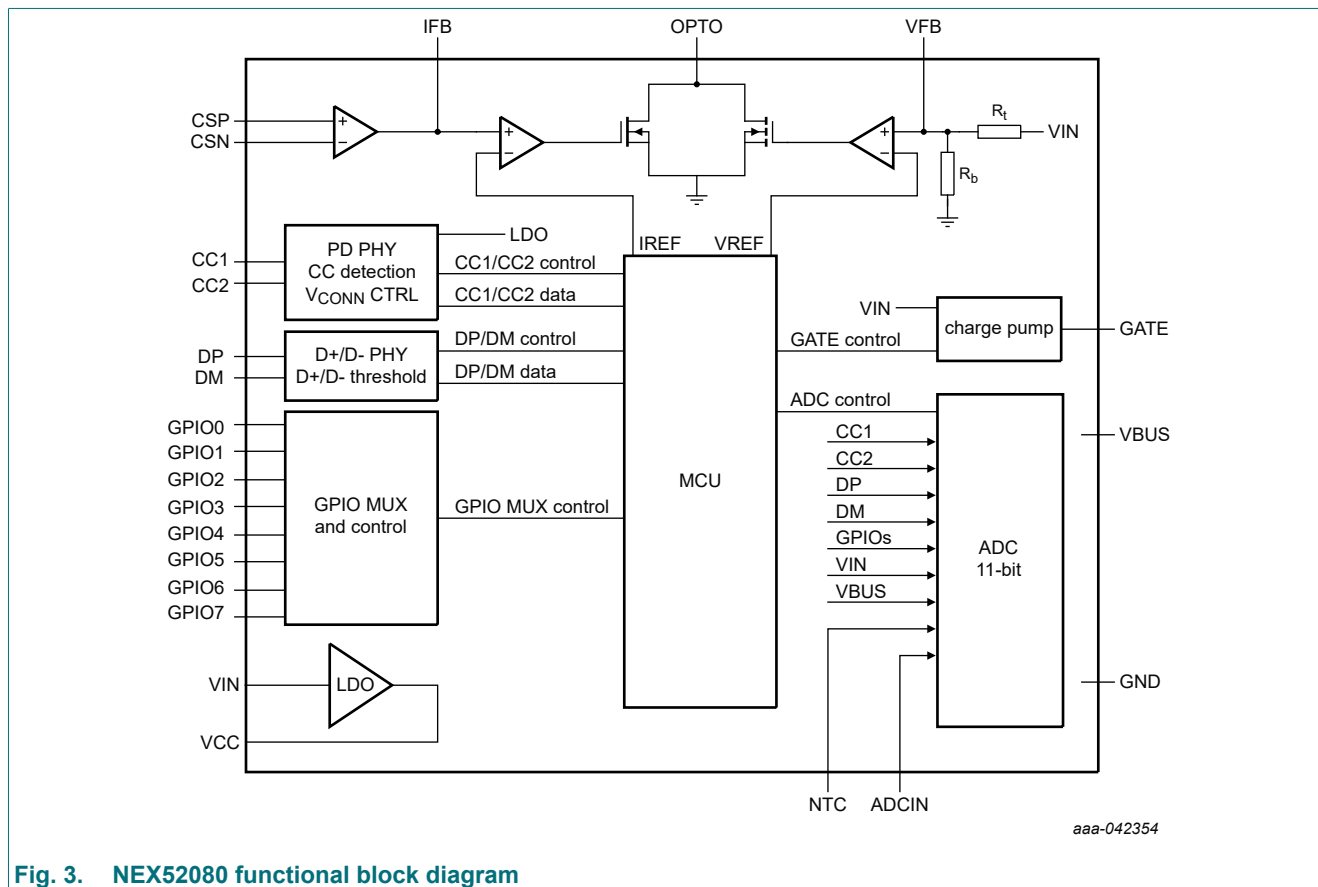 IFB
OPTO
VFB
CSP
CSN
+
-
+
-
+
-
Rt
VIN
Rb
IREF
VREF
CC1
CC2
PD PHY
CC detection
VCONN CTRL
LDO
CC1/CC2 control
CC1/CC2 data
DP
DM
D+/D- PHY
D+/D- threshold
DP/DM control
DP/DM data
GPIO0
GPIO1
GPIO2
GPIO3
GPIO4
GPIO5
GPIO6
GPIO7
GPIO MUX
and control
GPIO MUX control
MCU
VIN
charge pump
GATE
GATE control
ADC control
CC1
CC2
DP
DM
GPIOs
VIN
VBUS
ADC
11-bit
VBUS
GND
VIN
LDO
VCC
NTC
ADCIN
aaa-042354
Fig. 3. NEX52080 functional block diagram